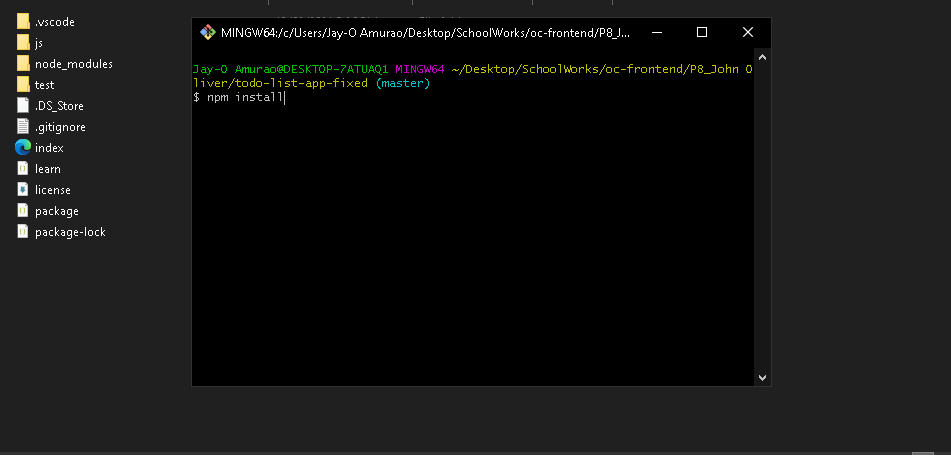 .vscode
js
node_modules
test
.DS_Store
.gitignore
index
learn
license
package
package-lock
MINGW64:/c/Users/Jay-O Amurao/Desktop/SchoolWorks/oc-frontend/P8_J...
Jay-O Amurao@DESKTOP-7ATUAQ1 MINGW64 ~/Desktop/SchoolWorks/oc-frontend/P8_John O
liver/todo-list-app-fixed (master)
$ npm install